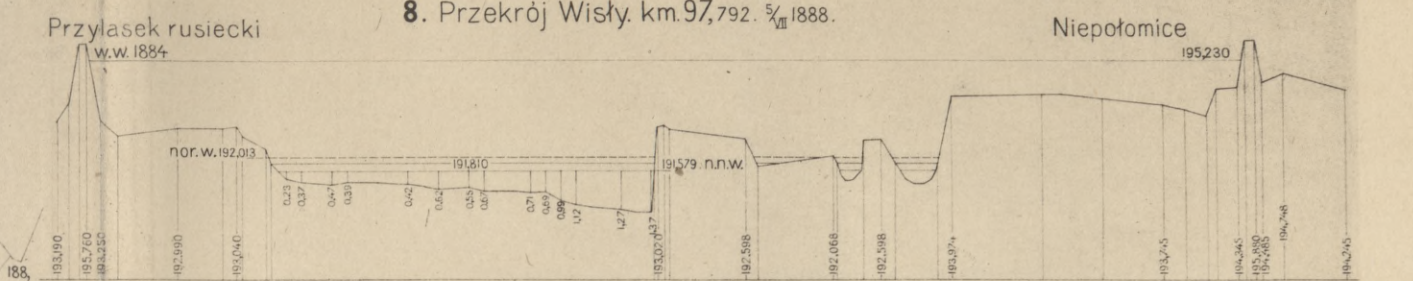 8. Przekrój Wisły. km. 97,792. 5/VII 1888.
Przylasek rusiecki
Niepołomice
w.w. 1884
195,230
nor.w. 192,013
191,810
191,579 n.n.w.
0,23 0,37 0,47 0,39 0,42 0,62 0,55 0,67 0,71 0,69 0,99 1,12 1,27 1,37
188,
193,190 195,760 193,250 192,990 193,040 193,020 192,598 192,068 192,598 193,974 193,745 194,345 195,880 194,485 194,748 194,245